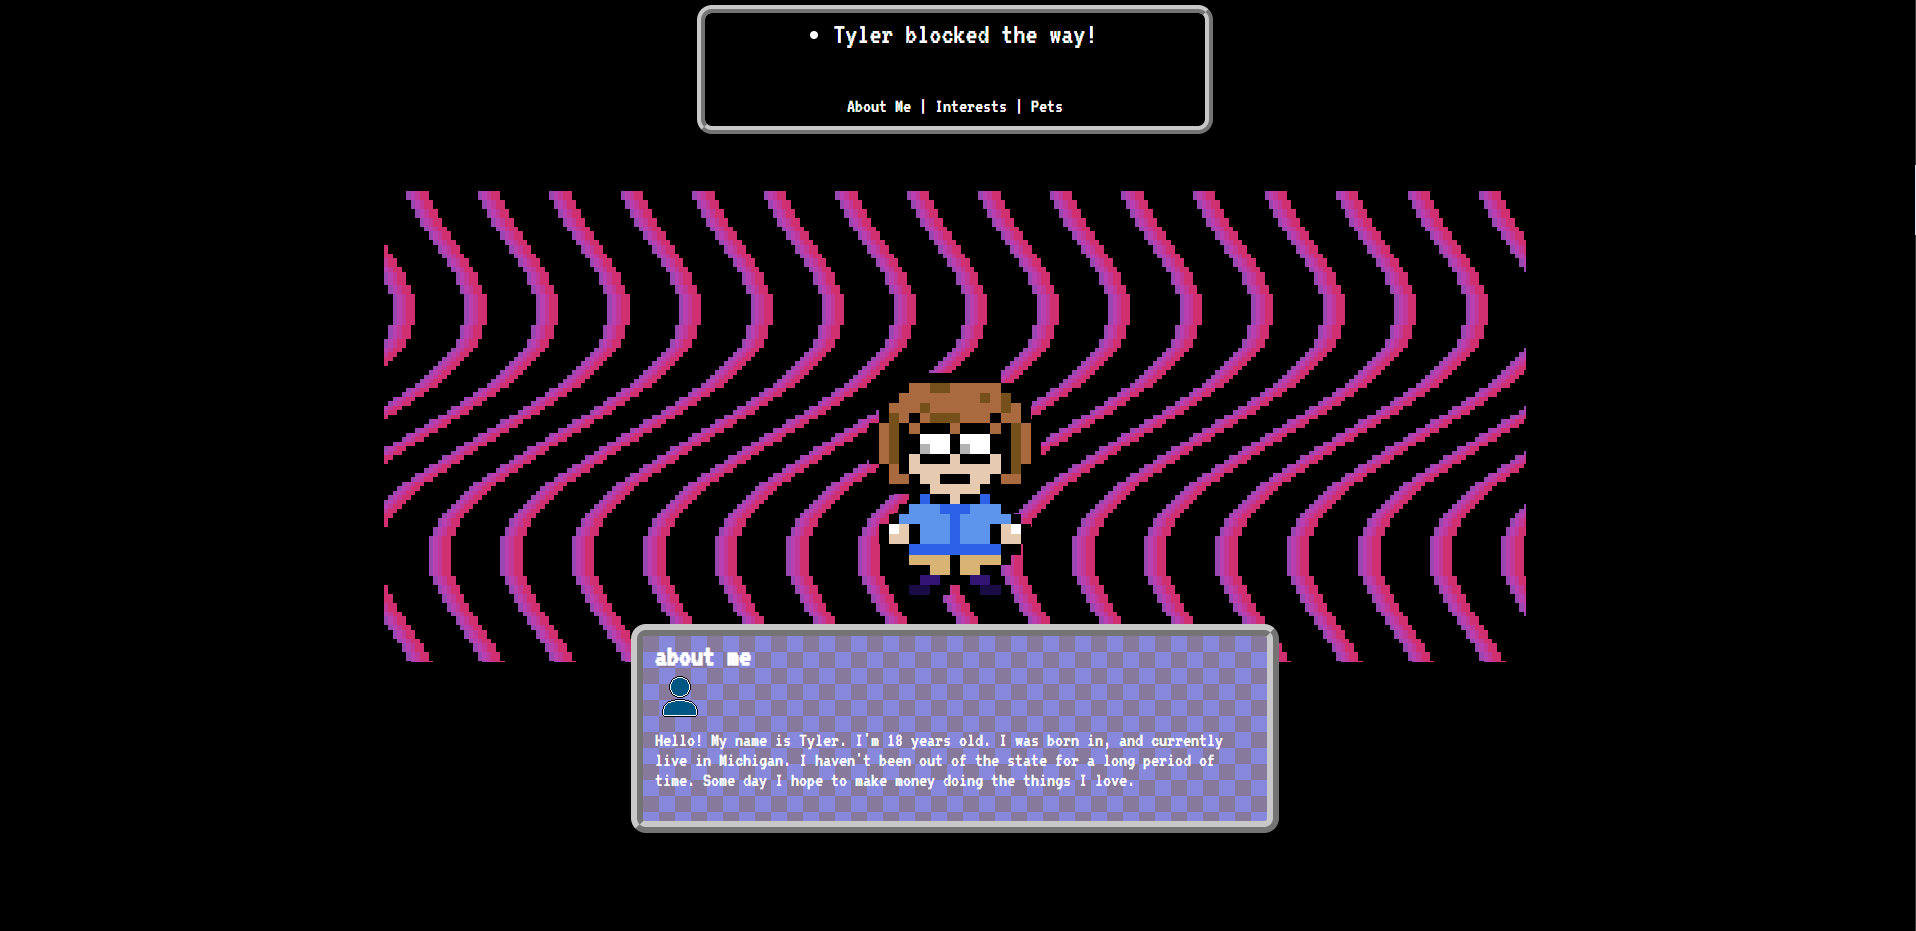 • Tyler blocked the way!
About Me | Interests | Pets
about me
Hello! My name is Tyler. I'm 18 years old. I was born in, and currently
live in Michigan. I haven't been out of the state for a long period of
time. Some day I hope to make money doing the things I love.